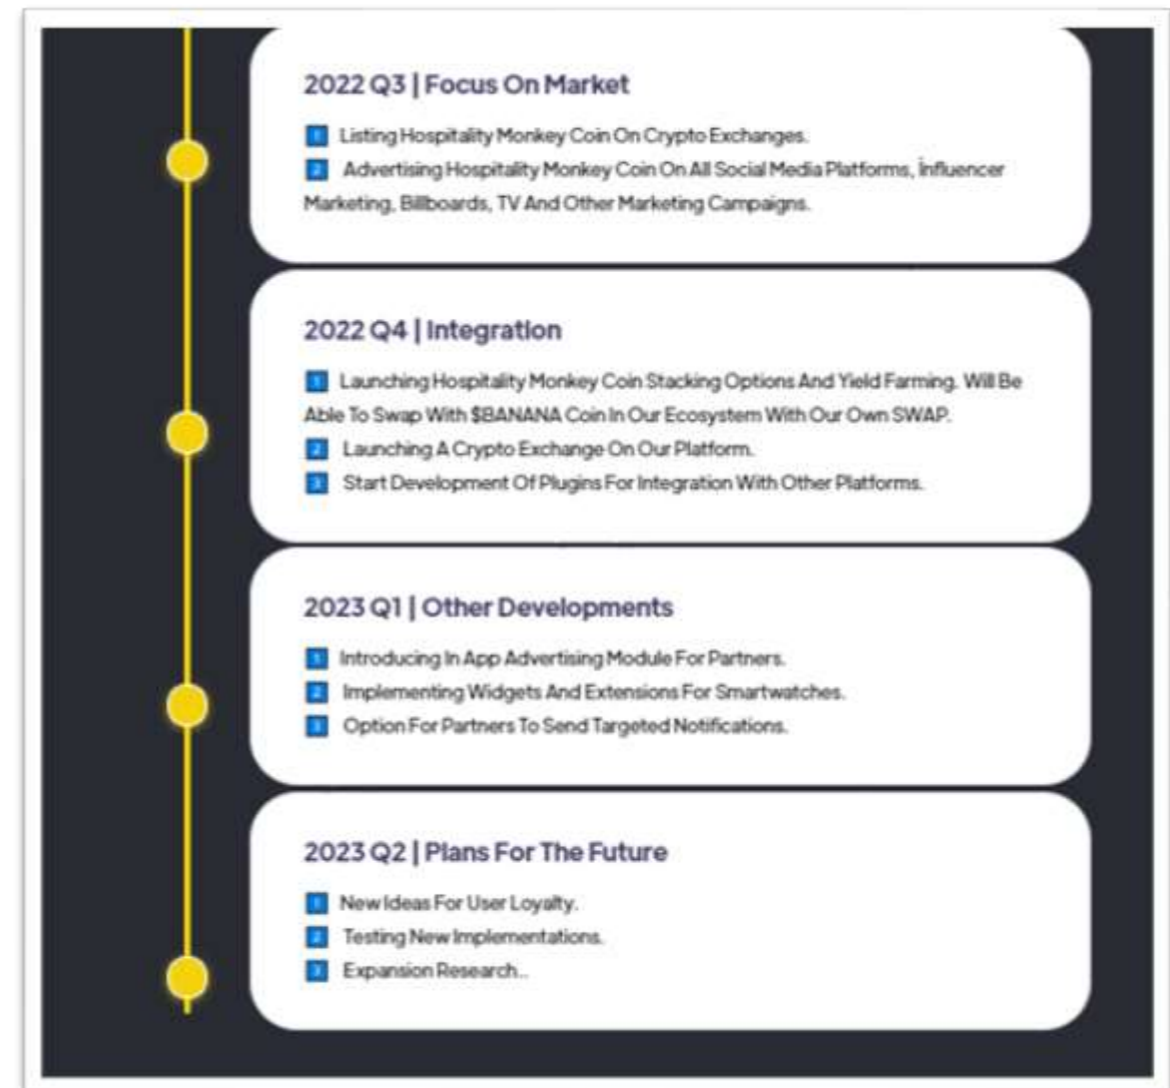 2022 Q3 | Focus On Market
1 Listing Hospitality Monkey Coin On Crypto Exchanges.
2 Advertising Hospitality Monkey Coin On All Social Media Platforms, İnfluencer
Marketing, Billboards, TV And Other Marketing Campaigns.
2022 Q4 | Integration
1 Launching Hospitality Monkey Coin Stacking Options And Yield Farming. Will Be
Able To Swap With $BANANA Coin In Our Ecosystem With Our Own SWAP.
2 Launching A Crypto Exchange On Our Platform.
3 Start Development Of Plugins For Integration With Other Platforms.
2023 Q1 | Other Developments
1 Introducing In App Advertising Module For Partners.
2 Implementing Widgets And Extensions For Smartwatches.
3 Option For Partners To Send Targeted Notifications.
2023 Q2 | Plans For The Future
1 New Ideas For User Loyalty.
2 Testing New Implementations.
3 Expansion Research..